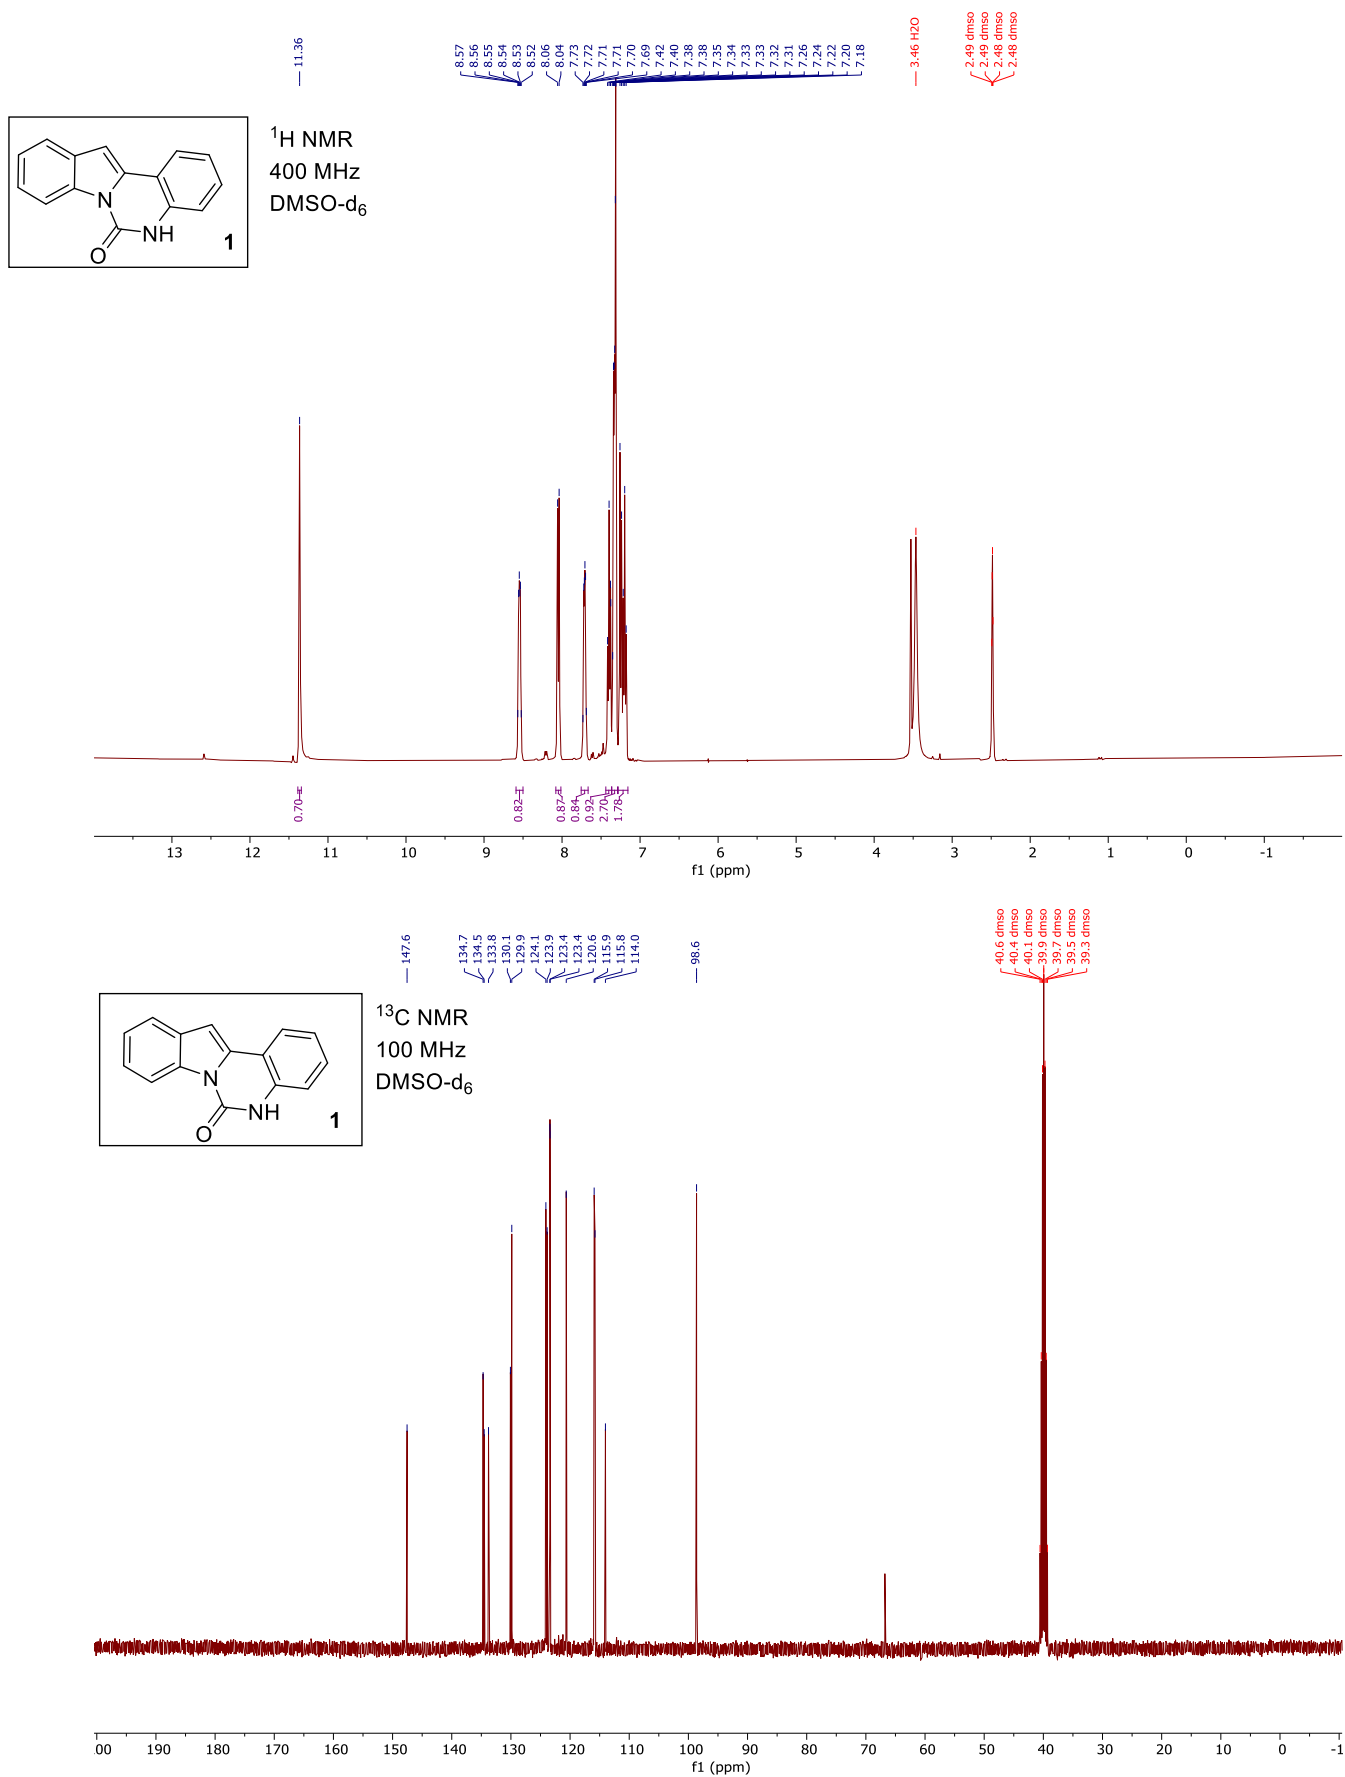 11.36
8.57
8.56
8.55
8.54
8.53
8.52
8.06
8.04
7.73
7.72
7.71
7.71
7.70
7.69
7.42
7.40
7.38
7.38
7.35
7.34
7.33
7.33
7.32
7.31
7.26
7.24
7.22
7.20
7.18
3.46 H2O
2.49 dmso
2.49 dmso
2.48 dmso
2.48 dmso
N
O
NH
1
1H NMR
400 MHz
DMSO-d6
0.70
0.82
0.87
0.84
0.92
2.70
1.78
13 12 11 10 9 8 7 6 5 4 3 2 1 0 -1
f1 (ppm)
147.6
134.7
134.5
133.8
130.1
129.9
124.1
123.9
123.4
123.4
120.6
115.9
115.8
114.0
98.6
40.6 dmso
40.4 dmso
40.1 dmso
39.9 dmso
39.7 dmso
39.5 dmso
39.3 dmso
N
O
NH
1
13C NMR
100 MHz
DMSO-d6
00 190 180 170 160 150 140 130 120 110 100 90 80 70 60 50 40 30 20 10 0 -1
f1 (ppm)